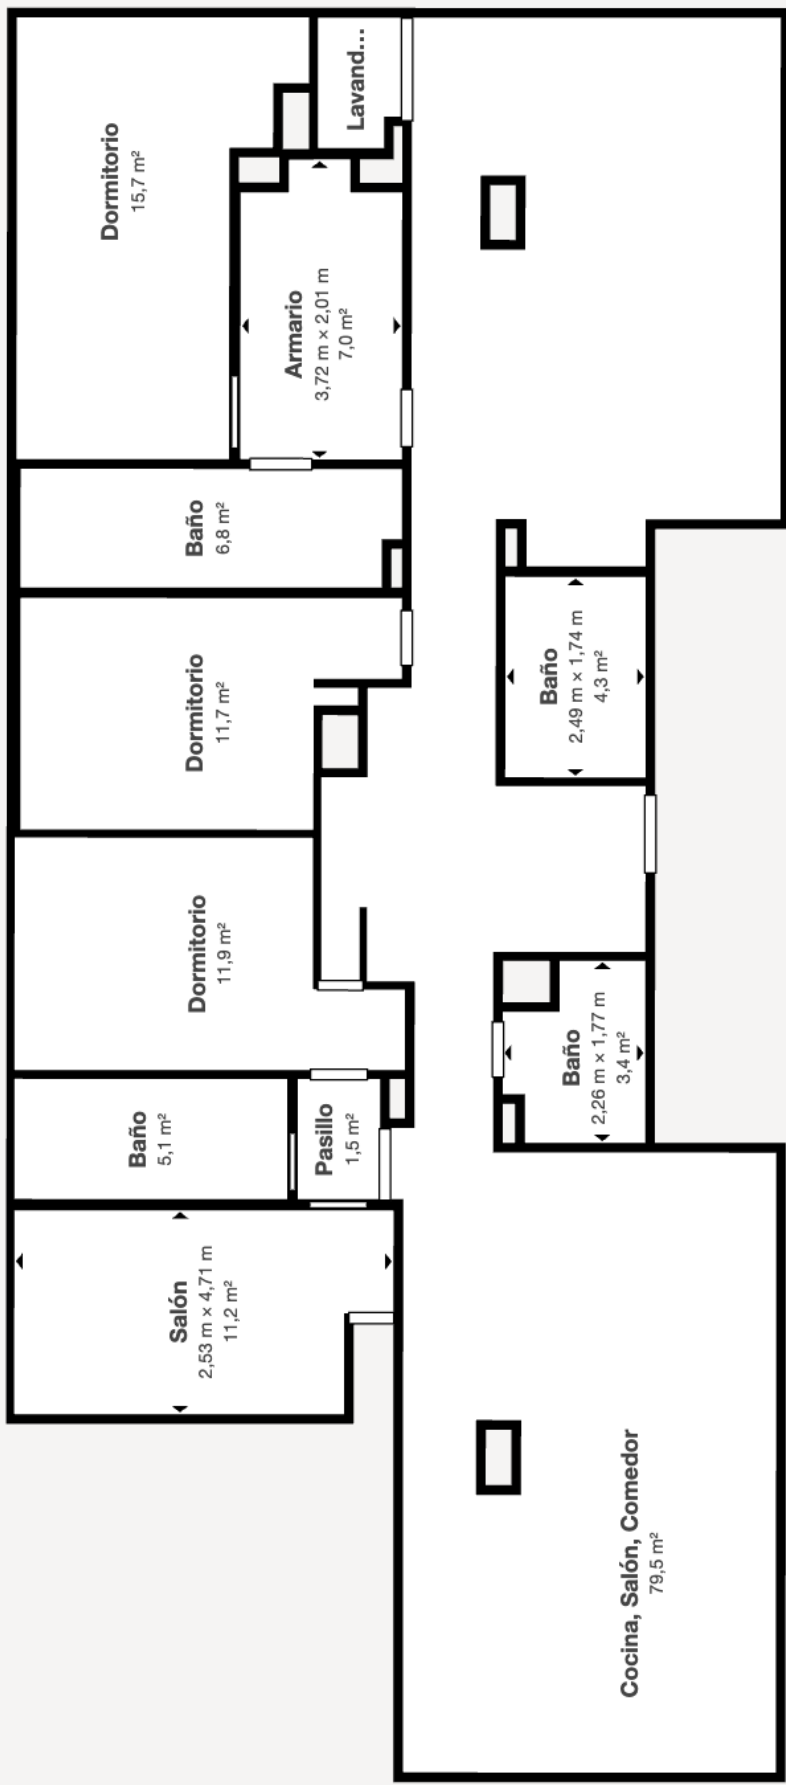 Dormitorio
15,7 m²
Lavand...
Armario
3,72 m × 2,01 m
7,0 m²
Baño
6,8 m²
Dormitorio
11,7 m²
Baño
2,49 m × 1,74 m
4,3 m²
Dormitorio
11,9 m²
Baño
2,26 m × 1,77 m
3,4 m²
Baño
5,1 m²
Pasillo
1,5 m²
Salón
2,53 m × 4,71 m
11,2 m²
Cocina, Salón, Comedor
79,5 m²